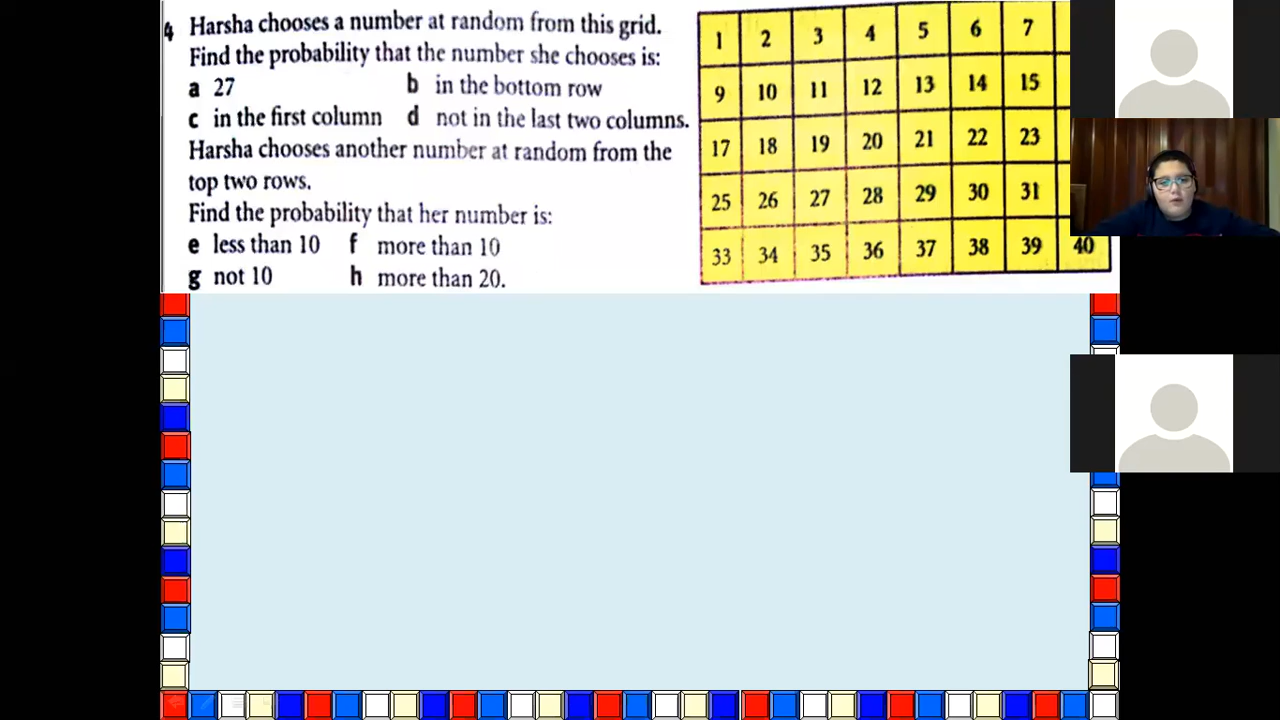 4 Harsha chooses a number at random from this grid.
Find the probability that the number she chooses is:
a 27 b in the bottom row
c in the first column d not in the last two columns.
Harsha chooses another number at random from the
top two rows.
Find the probability that her number is:
e less than 10 f more than 10
g not 10 h more than 20.
1 2 3 4 5 6 7
9 10 11 12 13 14 15
17 18 19 20 21 22 23
25 26 27 28 29 30 31
33 34 35 36 37 38 39 40